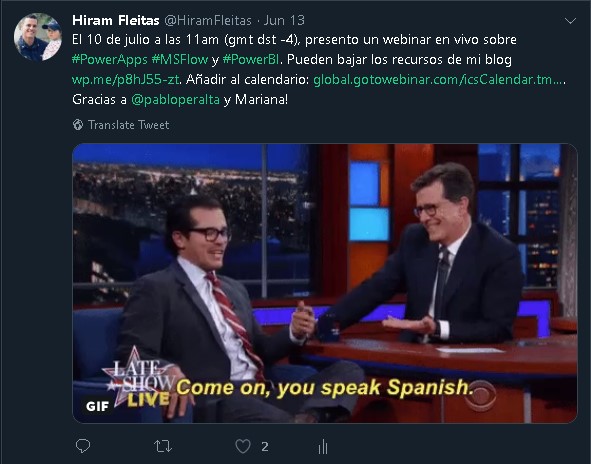 Hiram Fleitas @HiramFleitas · Jun 13
El 10 de julio a las 11am (gmt dst -4), presento un webinar en vivo sobre
#PowerApps #MSFlow y #PowerBI. Pueden bajar los recursos de mi blog
wp.me/p8hJ55-zt. Añadir al calendario: global.gotowebinar.com/icsCalendar.tm....
Gracias a @pabloperalta y Mariana!
Translate Tweet
LATE
SHOW
LIVE
Come on, you speak Spanish.
GIF
2